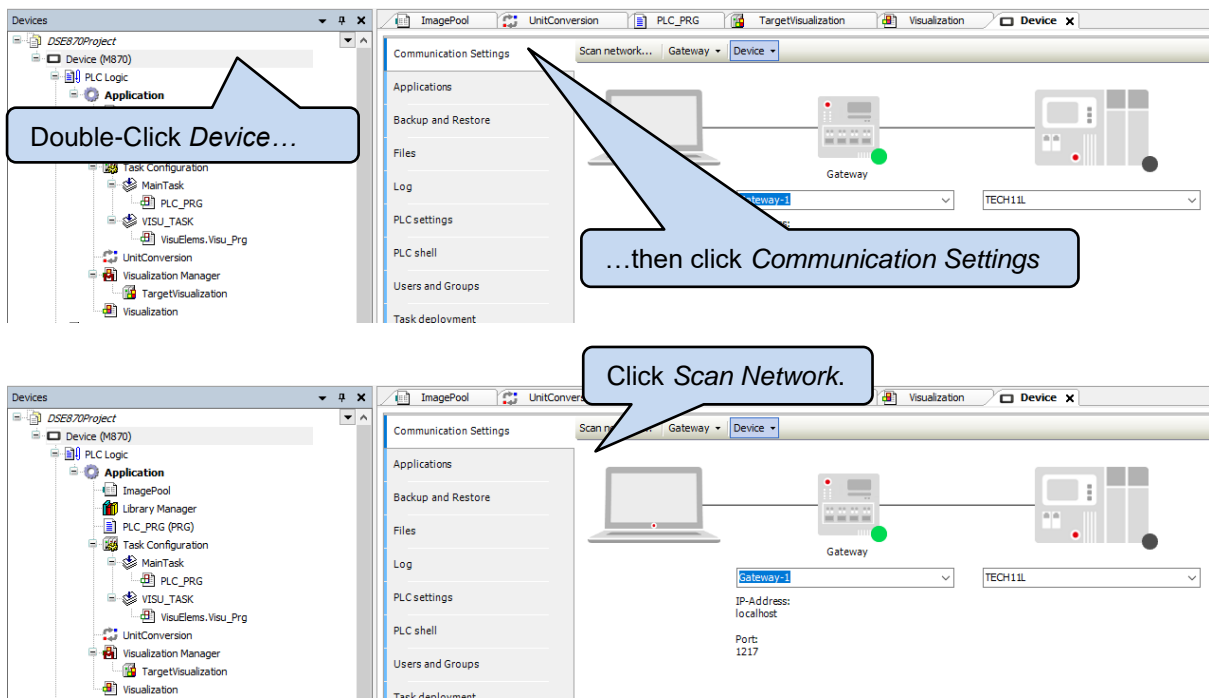 Devices
DSE870Project
Device (M870)
PLC Logic
Application
Double-Click Device…
Task Configuration
MainTask
PLC_PRG
VISU_TASK
VisuElems.Visu_Prg
UnitConversion
Visualization Manager
TargetVisualization
Visualization
ImagePool UnitConversion PLC_PRG TargetVisualization Visualization Device X
Communication Settings
Applications
Backup and Restore
Files
Log
PLC settings
PLC shell
Users and Groups
Task deployment
Scan network... Gateway Device
Gateway
TECH11L
…then click Communication Settings
Click Scan Network.
Devices
DSE870Project
Device (M870)
PLC Logic
Application
ImagePool
Library Manager
PLC_PRG (PRG)
Task Configuration
MainTask
PLC_PRG
VISU_TASK
VisuElems.Visu_Prg
UnitConversion
Visualization Manager
TargetVisualization
Visualization
ImagePool Visualization Device X
Communication Settings
Applications
Backup and Restore
Files
Log
PLC settings
PLC shell
Users and Groups
Task deployment
Scan Gateway Device
Gateway
Gateway-1 TECH11L
IP-Address:
localhost
Port:
1217